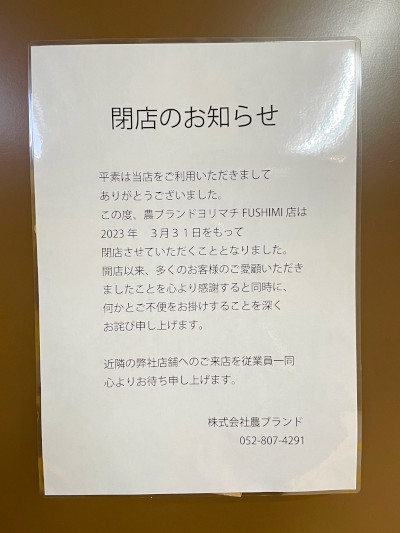 閉店のお知らせ
平素は当店をご利用いただきまして
ありがとうございました。
この度、農ブランドヨリマチ FUSHIMI 店は
2023 年　３月３１日をもって
閉店させていただくこととなりました。
開店以来、多くのお客様のご愛顧いただき
ましたことを心より感謝すると同時に、
何かとご不便をお掛けすることを深く
お詫び申し上げます。
近隣の弊社店舗へのご来店を従業員一同
心よりお待ち申し上げます。
株式会社農ブランド
052-807-4291